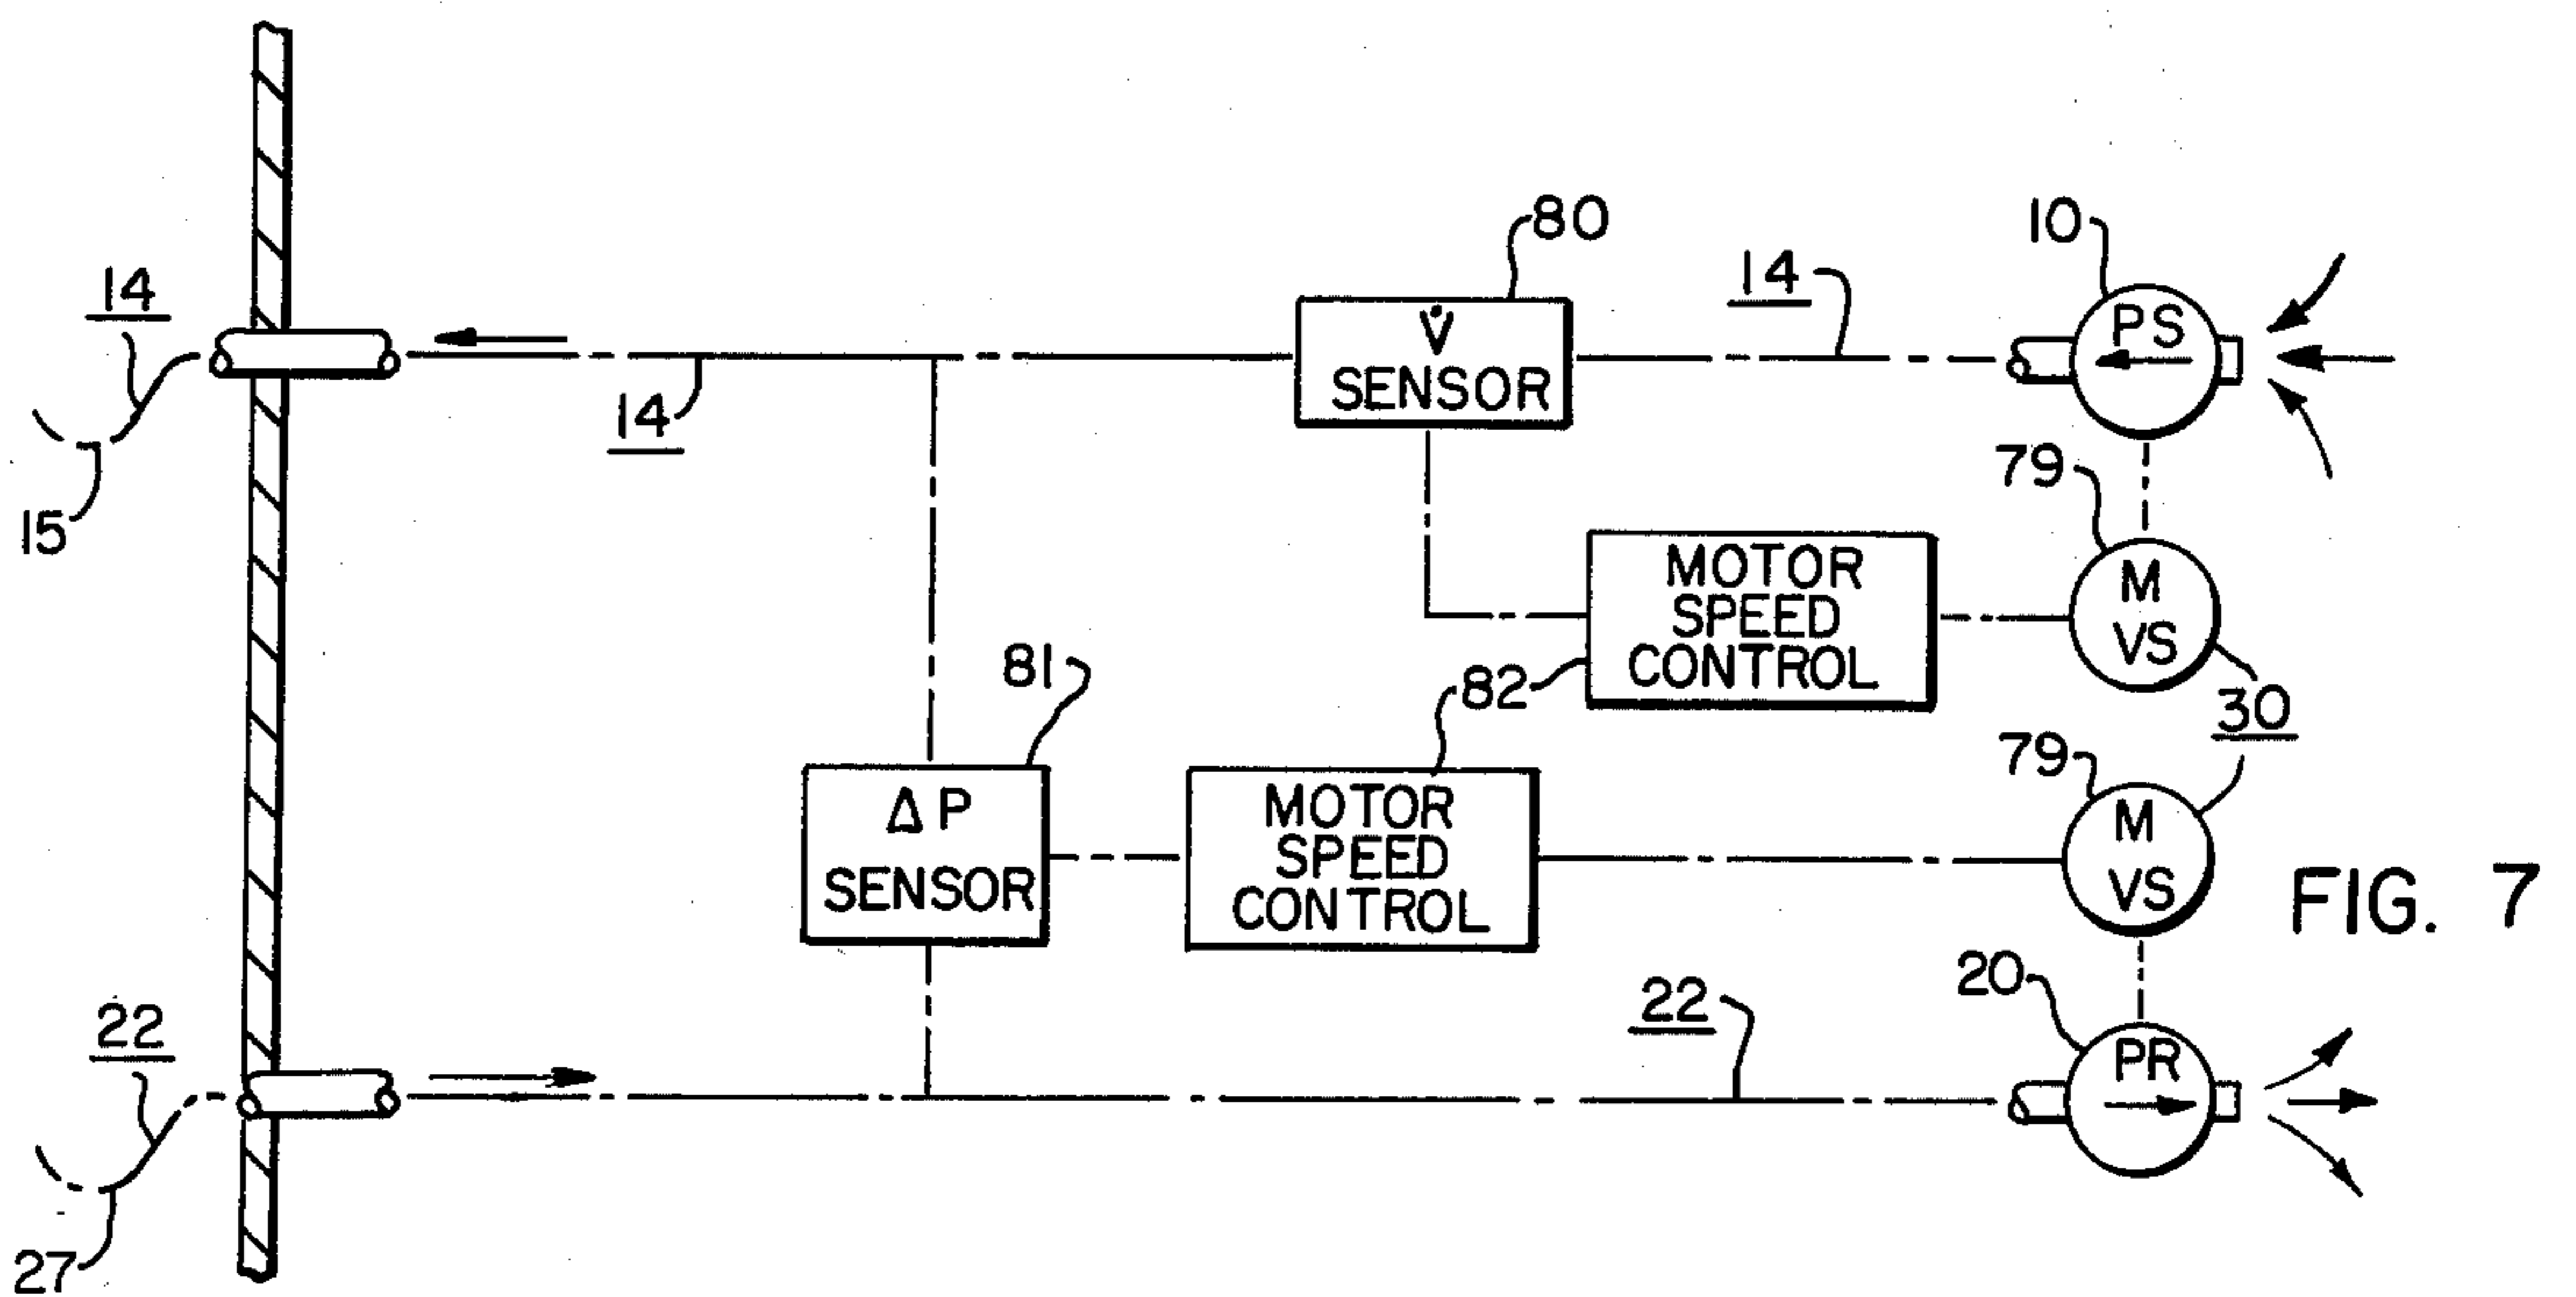 80
10
14
14
PS
V̇
SENSOR
14
79
15
MOTOR
SPEED
CONTROL
M
VS
81
82
30
79
ΔP
SENSOR
MOTOR
SPEED
CONTROL
M
VS
FIG. 7
20
22
22
PR
27